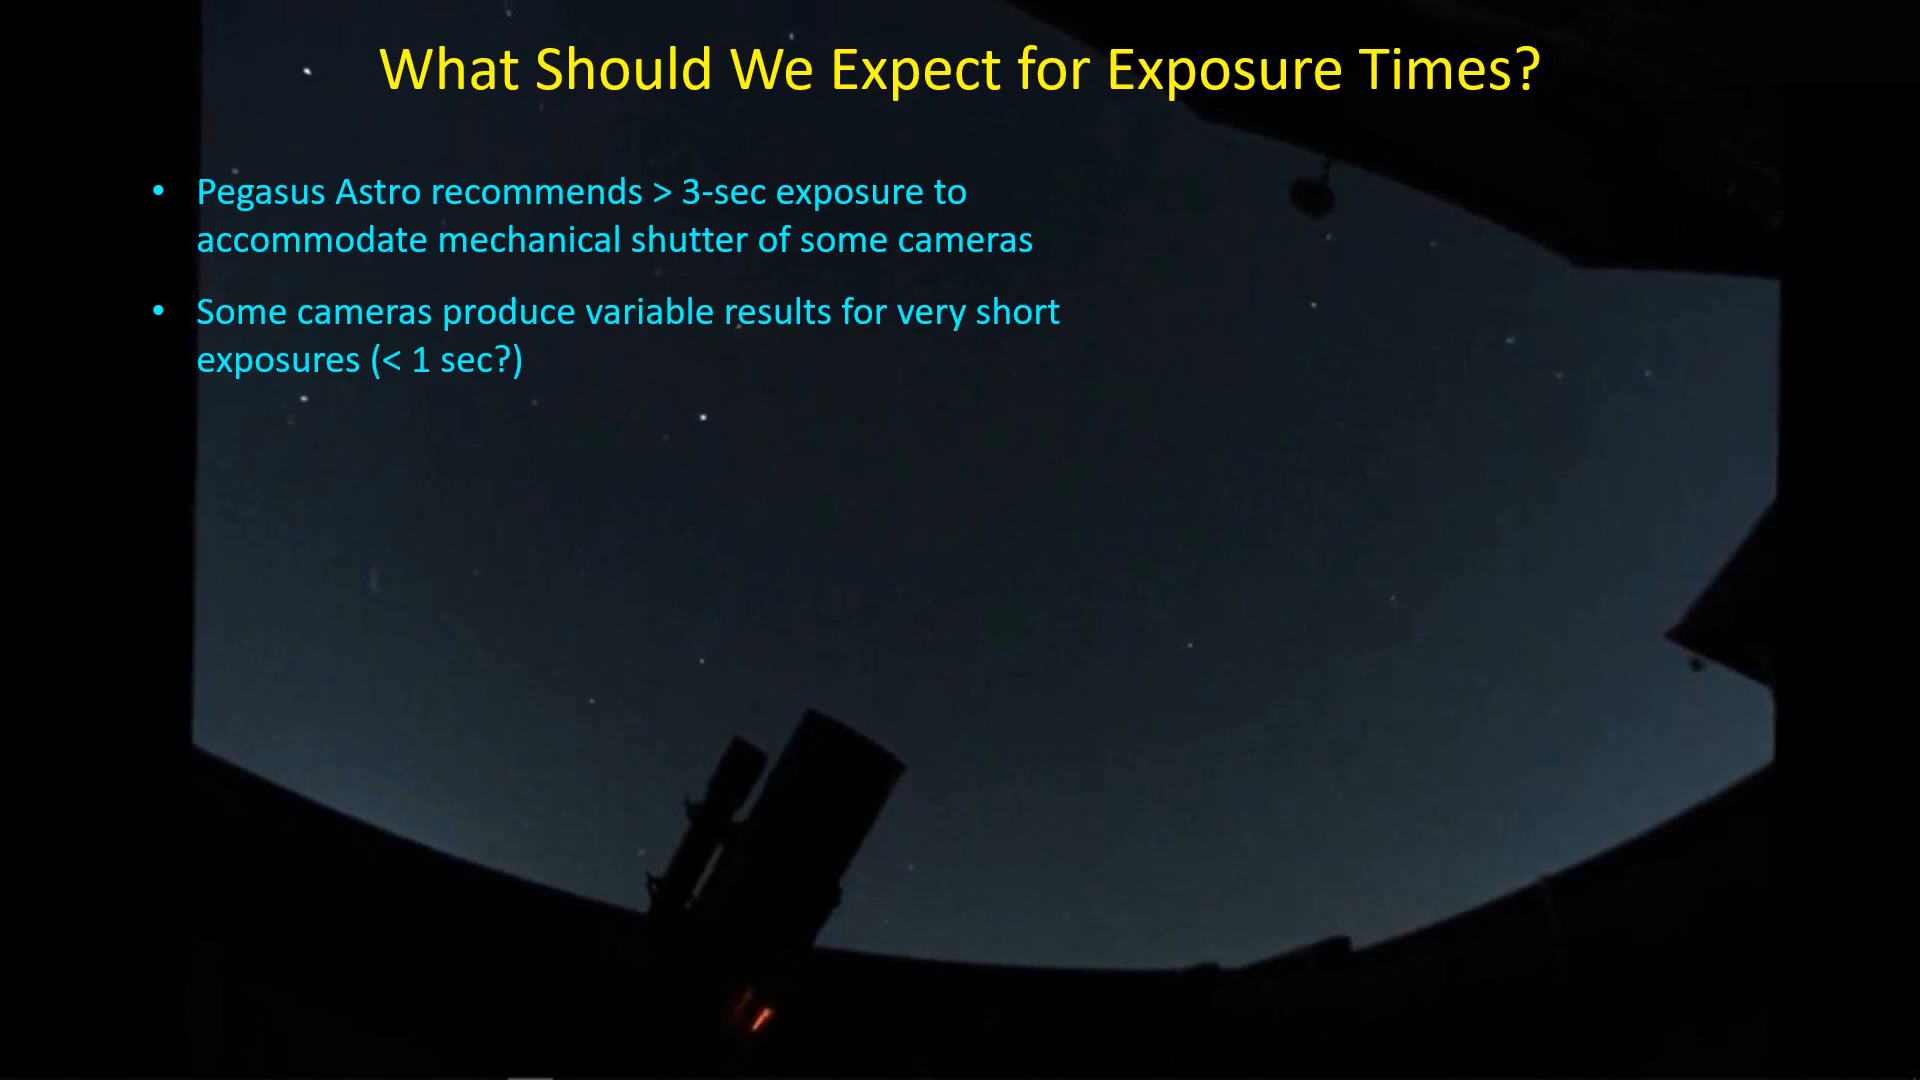 What Should We Expect for Exposure Times?
• Pegasus Astro recommends > 3-sec exposure to
accommodate mechanical shutter of some cameras
• Some cameras produce variable results for very short
exposures (< 1 sec?)